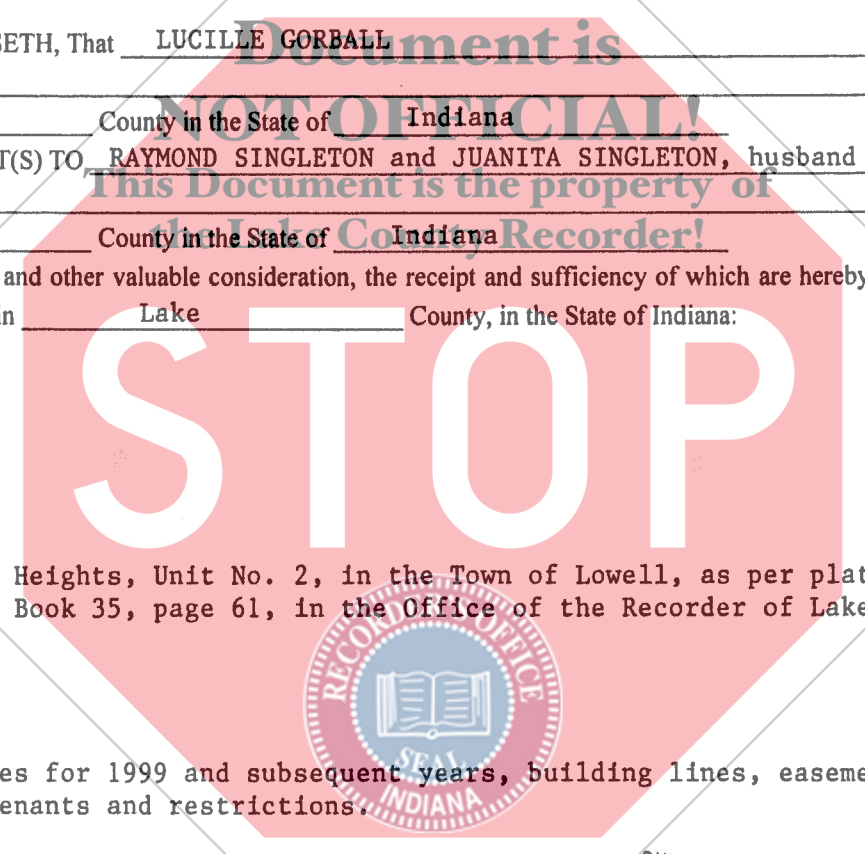 SETH, That LUCILLE GORBALL
Document is
NOT OFFICIAL!
County in the State of Indiana
T(S) TO RAYMOND SINGLETON and JUANITA SINGLETON, husband
This Document is the property of
the Lake County Recorder!
County in the State of Indiana
and other valuable consideration, the receipt and sufficiency of which are hereby
in Lake County, in the State of Indiana:
STOP
Heights, Unit No. 2, in the Town of Lowell, as per plat
Book 35, page 61, in the Office of the Recorder of Lake
RECORDER'S OFFICE
SEAL
INDIANA
es for 1999 and subsequent years, building lines, easeme
enants and restrictions.